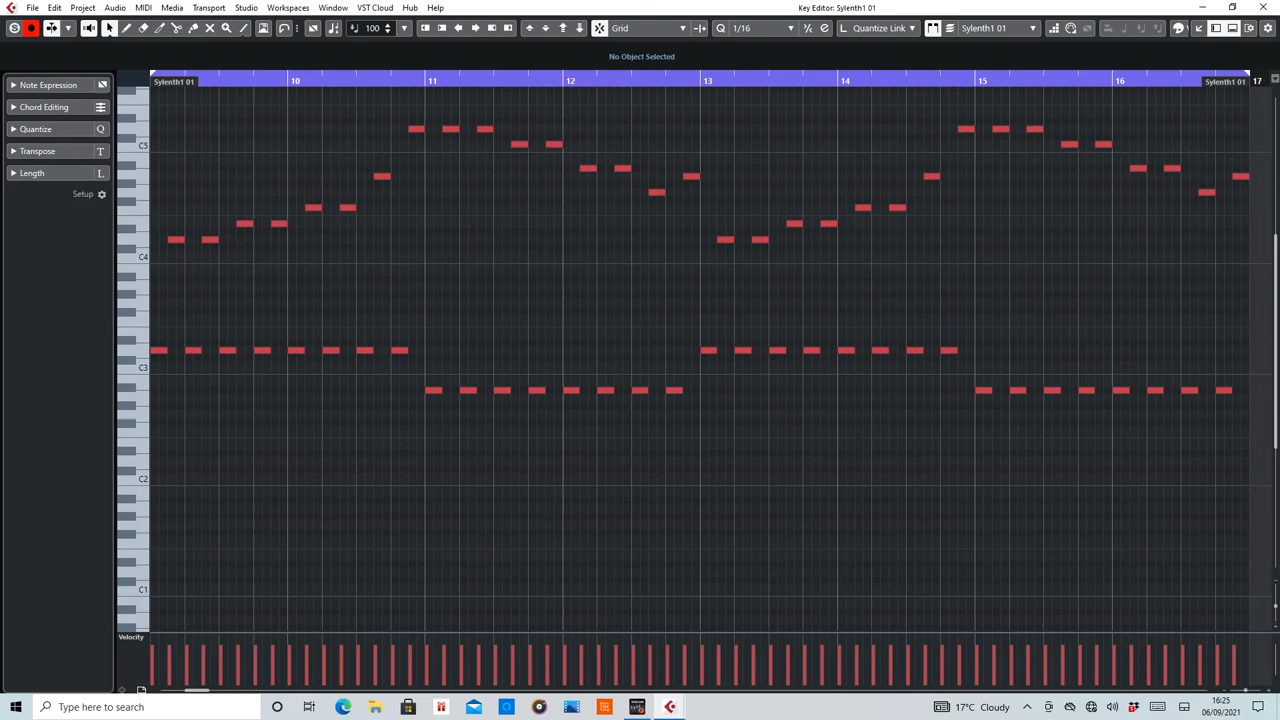 Key Editor: Sylenth1 01
File Edit Project Audio MIDI Media Transport Studio Workspaces Window VST Cloud Hub Help
100 Grid 1/16 Quantize Link Sylenth1 01
No Object Selected
Note Expression
Chord Editing
Quantize Q
Transpose T
Length L
Setup
10 11 12 13 14 15 16 17
Sylenth1 01 Sylenth1 01
C5
C4
C3
C2
C1
Velocity
Type here to search
17°C Cloudy
16:25
06/09/2021